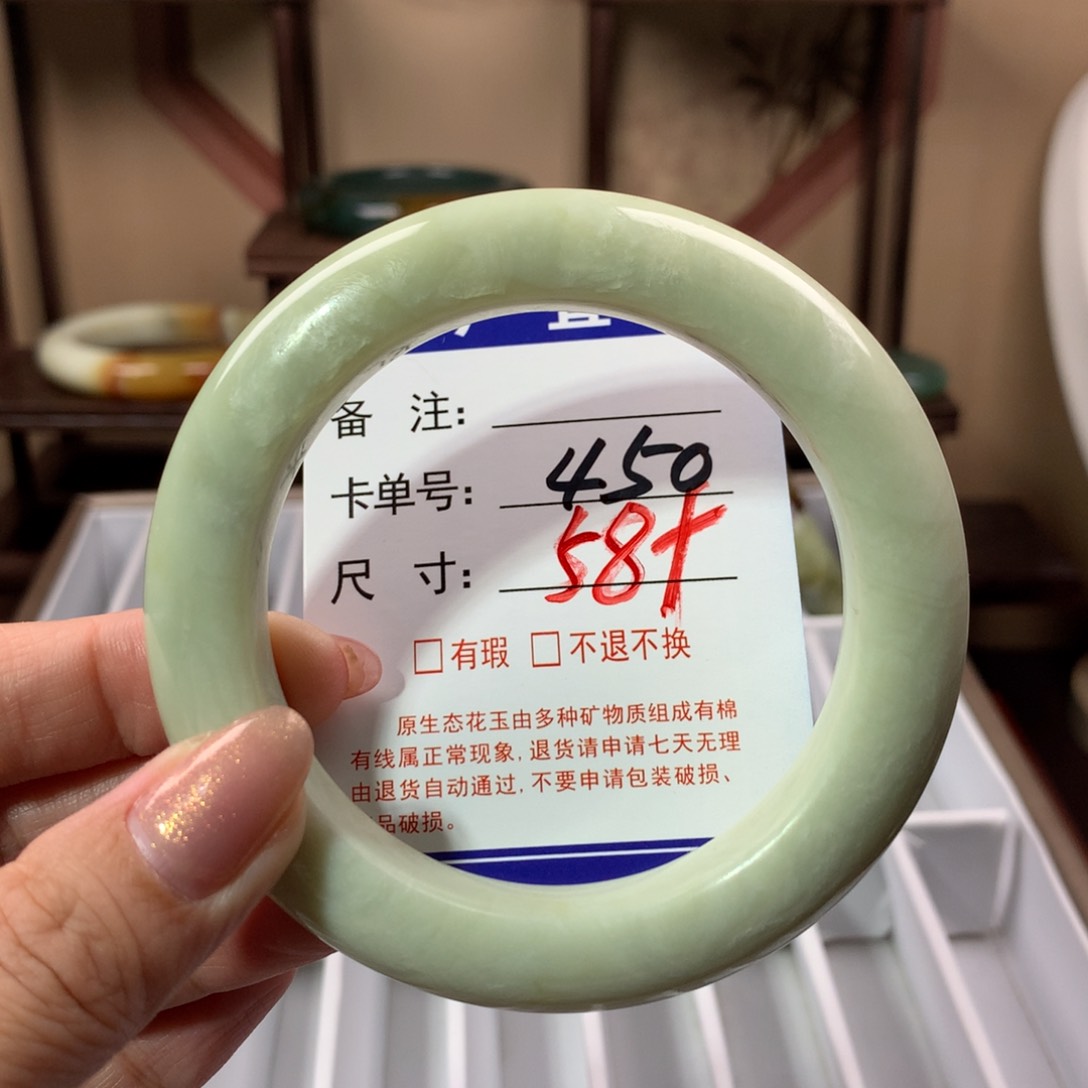 备 注:
卡单号: 450
尺 寸: 58+
□有瑕 □不退不换
原生态花玉由多种矿物质组成有棉
有线属正常现象,退货请申请七天无理
由退货自动通过,不要申请包装破损、
品破损。